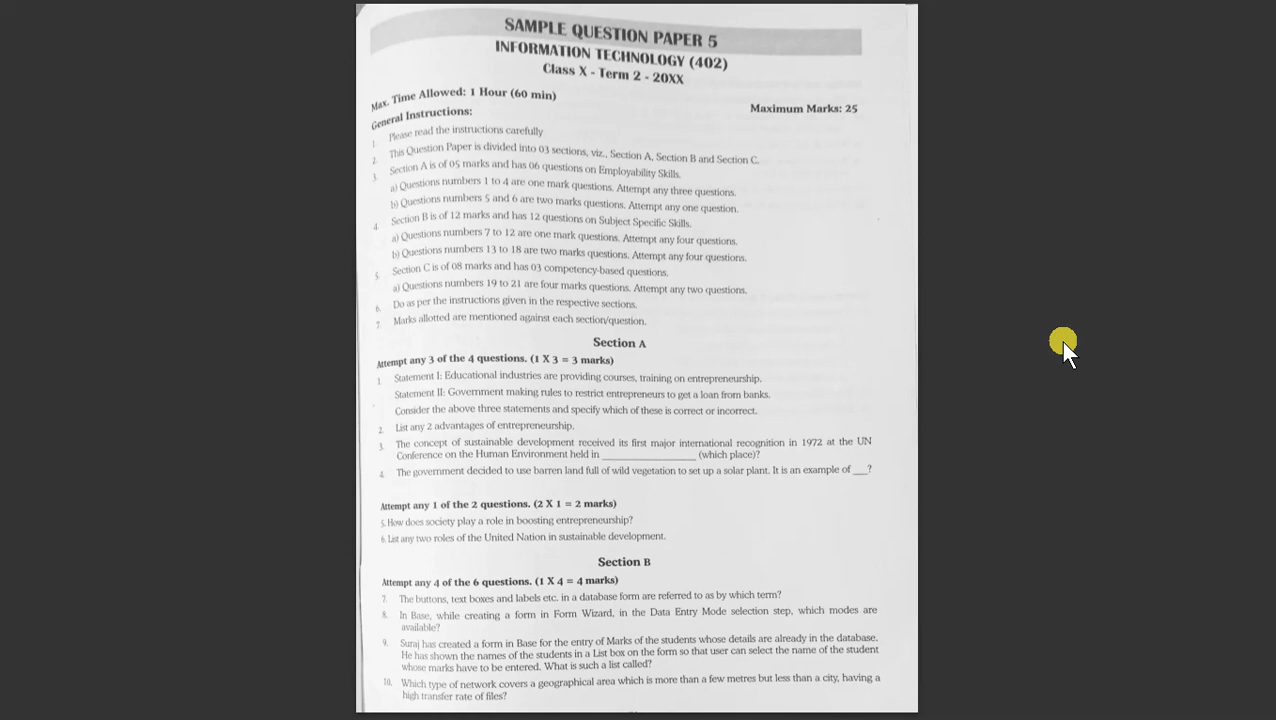 SAMPLE QUESTION PAPER 5
INFORMATION TECHNOLOGY (402)
Class X - Term 2 - 20XX
Max. Time Allowed: 1 Hour (60 min)
Maximum Marks: 25
General Instructions:
1. Please read the instructions carefully
2. This Question Paper is divided into 03 sections, viz., Section A, Section B and Section C.
3. Section A is of 05 marks and has 06 questions on Employability Skills.
a) Questions numbers 1 to 4 are one mark questions. Attempt any three questions.
b) Questions numbers 5 and 6 are two marks questions. Attempt any one question.
4. Section B is of 12 marks and has 12 questions on Subject Specific Skills.
a) Questions numbers 7 to 12 are one mark questions. Attempt any four questions.
b) Questions numbers 13 to 18 are two marks questions. Attempt any four questions.
5. Section C is of 08 marks and has 03 competency-based questions.
a) Questions numbers 19 to 21 are four marks questions. Attempt any two questions.
6. Do as per the instructions given in the respective sections.
7. Marks allotted are mentioned against each section/question.
Section A
Attempt any 3 of the 4 questions. (1 X 3 = 3 marks)
1. Statement I: Educational industries are providing courses, training on entrepreneurship.
Statement II: Government making rules to restrict entrepreneurs to get a loan from banks.
Consider the above three statements and specify which of these is correct or incorrect.
2. List any 2 advantages of entrepreneurship.
3. The concept of sustainable development received its first major international recognition in 1972 at the UN
Conference on the Human Environment held in ________________ (which place)?
4. The government decided to use barren land full of wild vegetation to set up a solar plant. It is an example of __?
Attempt any 1 of the 2 questions. (2 X 1 = 2 marks)
5. How does society play a role in boosting entrepreneurship?
6. List any two roles of the United Nation in sustainable development.
Section B
Attempt any 4 of the 6 questions. (1 X 4 = 4 marks)
7. The buttons, text boxes and labels etc. in a database form are referred to as by which term?
8. In Base, while creating a form in Form Wizard, in the Data Entry Mode selection step, which modes are
available?
9. Suraj has created a form in Base for the entry of Marks of the students whose details are already in the database.
He has shown the names of the students in a List box on the form so that user can select the name of the student
whose marks have to be entered. What is such a list called?
10. Which type of network covers a geographical area which is more than a few metres but less than a city, having a
high transfer rate of files?